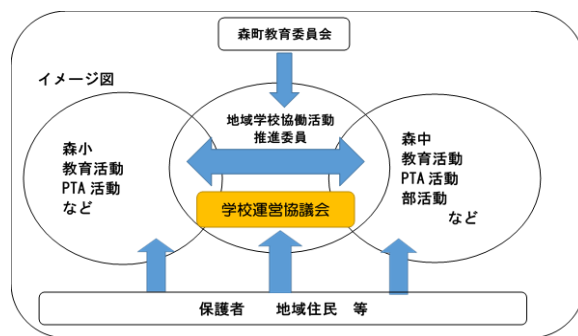 森町教育委員会
イメージ図
地域学校協働活動
推進委員
森小
教育活動
PTA 活動
など
森中
教育活動
PTA 活動
部活動
など
学校運営協議会
保護者　　地域住民　等